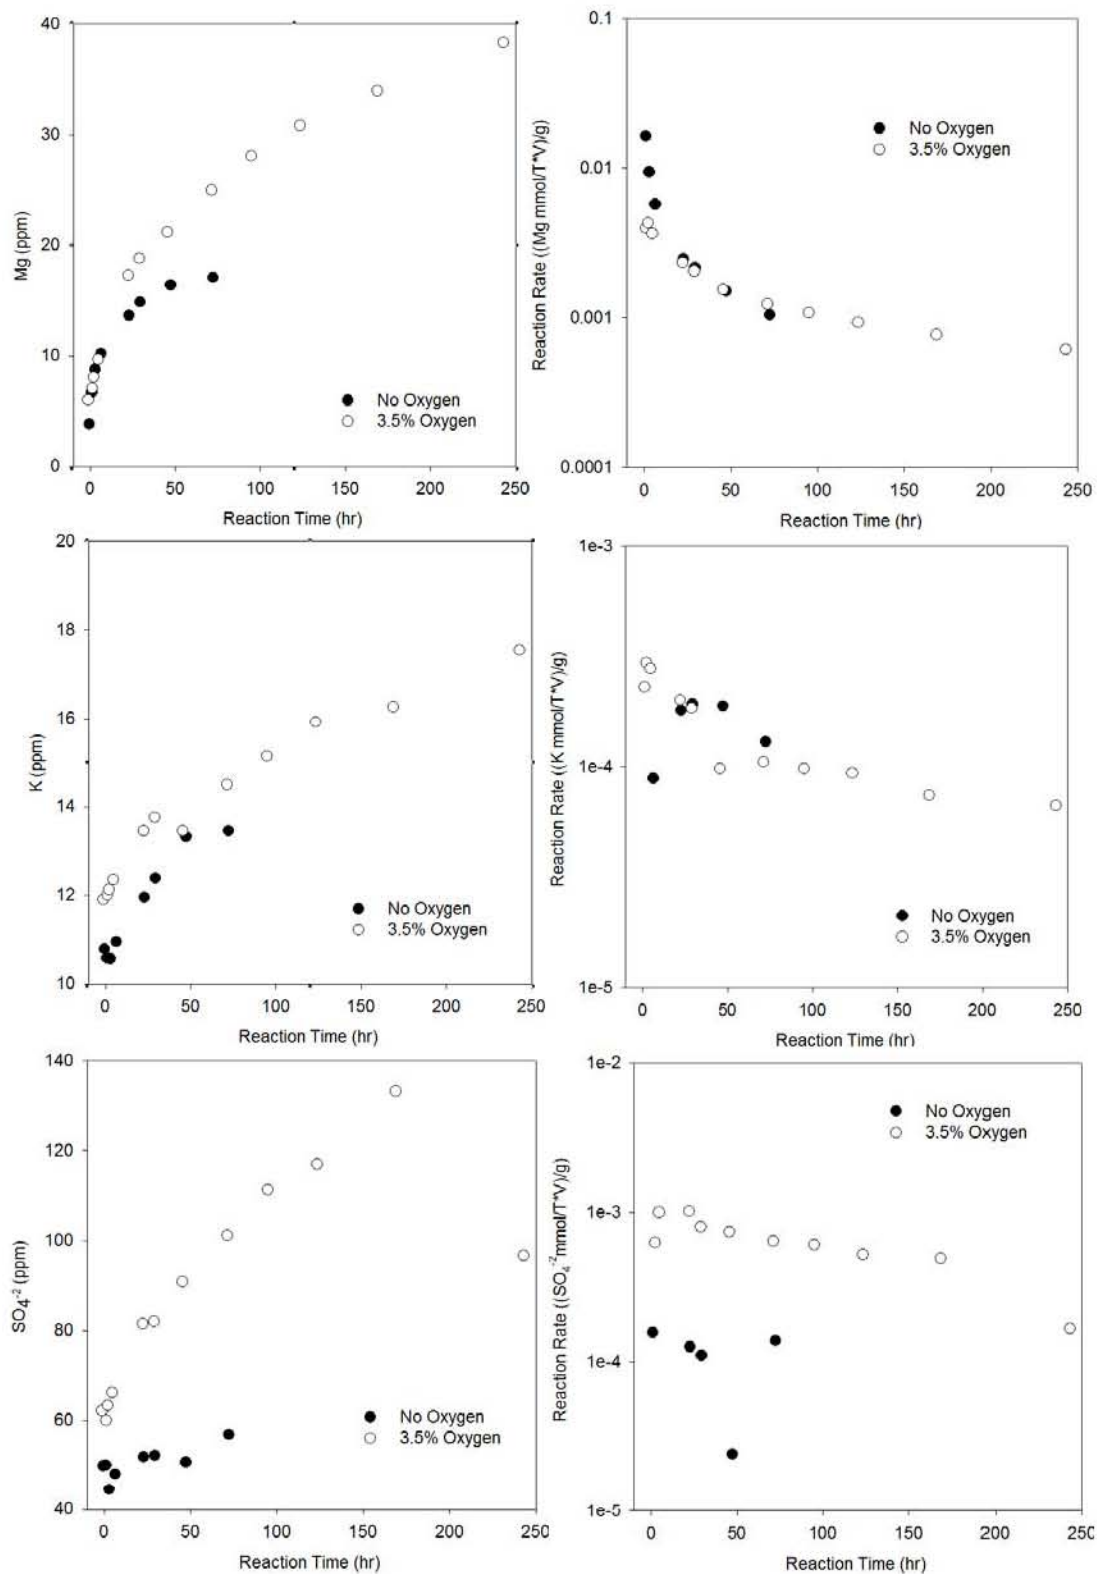 40
30
20
10
0
Mg (ppm)
No Oxygen
3.5% Oxygen
0 50 100 150 200 250
Reaction Time (hr)
0.1
0.01
0.001
0.0001
Reaction Rate ((Mg mmol/T*V)/g)
No Oxygen
3.5% Oxygen
0 50 100 150 200 250
Reaction Time (hr)
20
18
16
14
12
10
K (ppm)
No Oxygen
3.5% Oxygen
0 50 100 150 200 250
Reaction Time (hr)
1e-3
1e-4
1e-5
Reaction Rate ((K mmol/T*V)/g)
No Oxygen
3.5% Oxygen
0 50 100 150 200 250
Reaction Time (hr)
140
120
100
80
60
40
SO4-2 (ppm)
No Oxygen
3.5% Oxygen
0 50 100 150 200 250
Reaction Time (hr)
1e-2
1e-3
1e-4
1e-5
Reaction Rate ((SO4-2mmol/T*V)/g)
No Oxygen
3.5% Oxygen
0 50 100 150 200 250
Reaction Time (hr)